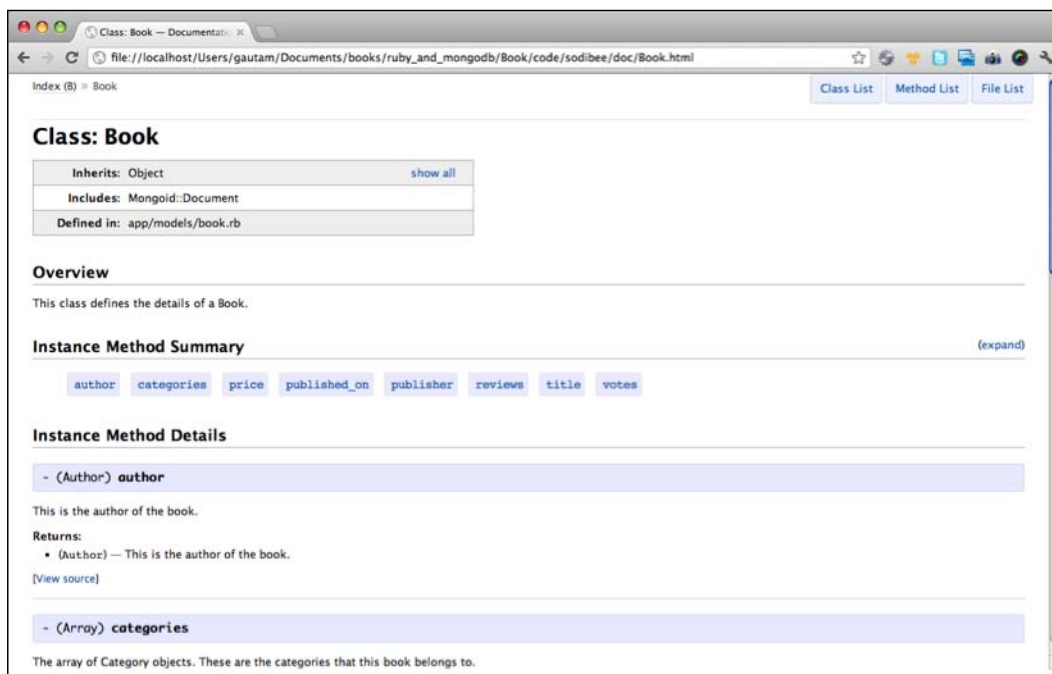 Class: Book — Documentatio
file://localhost/Users/gautam/Documents/books/ruby_and_mongodb/Book/code/sodibee/doc/Book.html
Index (B) » Book
Class List Method List File List
Class: Book
Inherits: Object show all
Includes: Mongoid::Document
Defined in: app/models/book.rb
Overview
This class defines the details of a Book.
Instance Method Summary (expand)
author categories price published_on publisher reviews title votes
Instance Method Details
- (Author) author
This is the author of the book.
Returns:
• (Author) — This is the author of the book.
[View source]
- (Array) categories
The array of Category objects. These are the categories that this book belongs to.